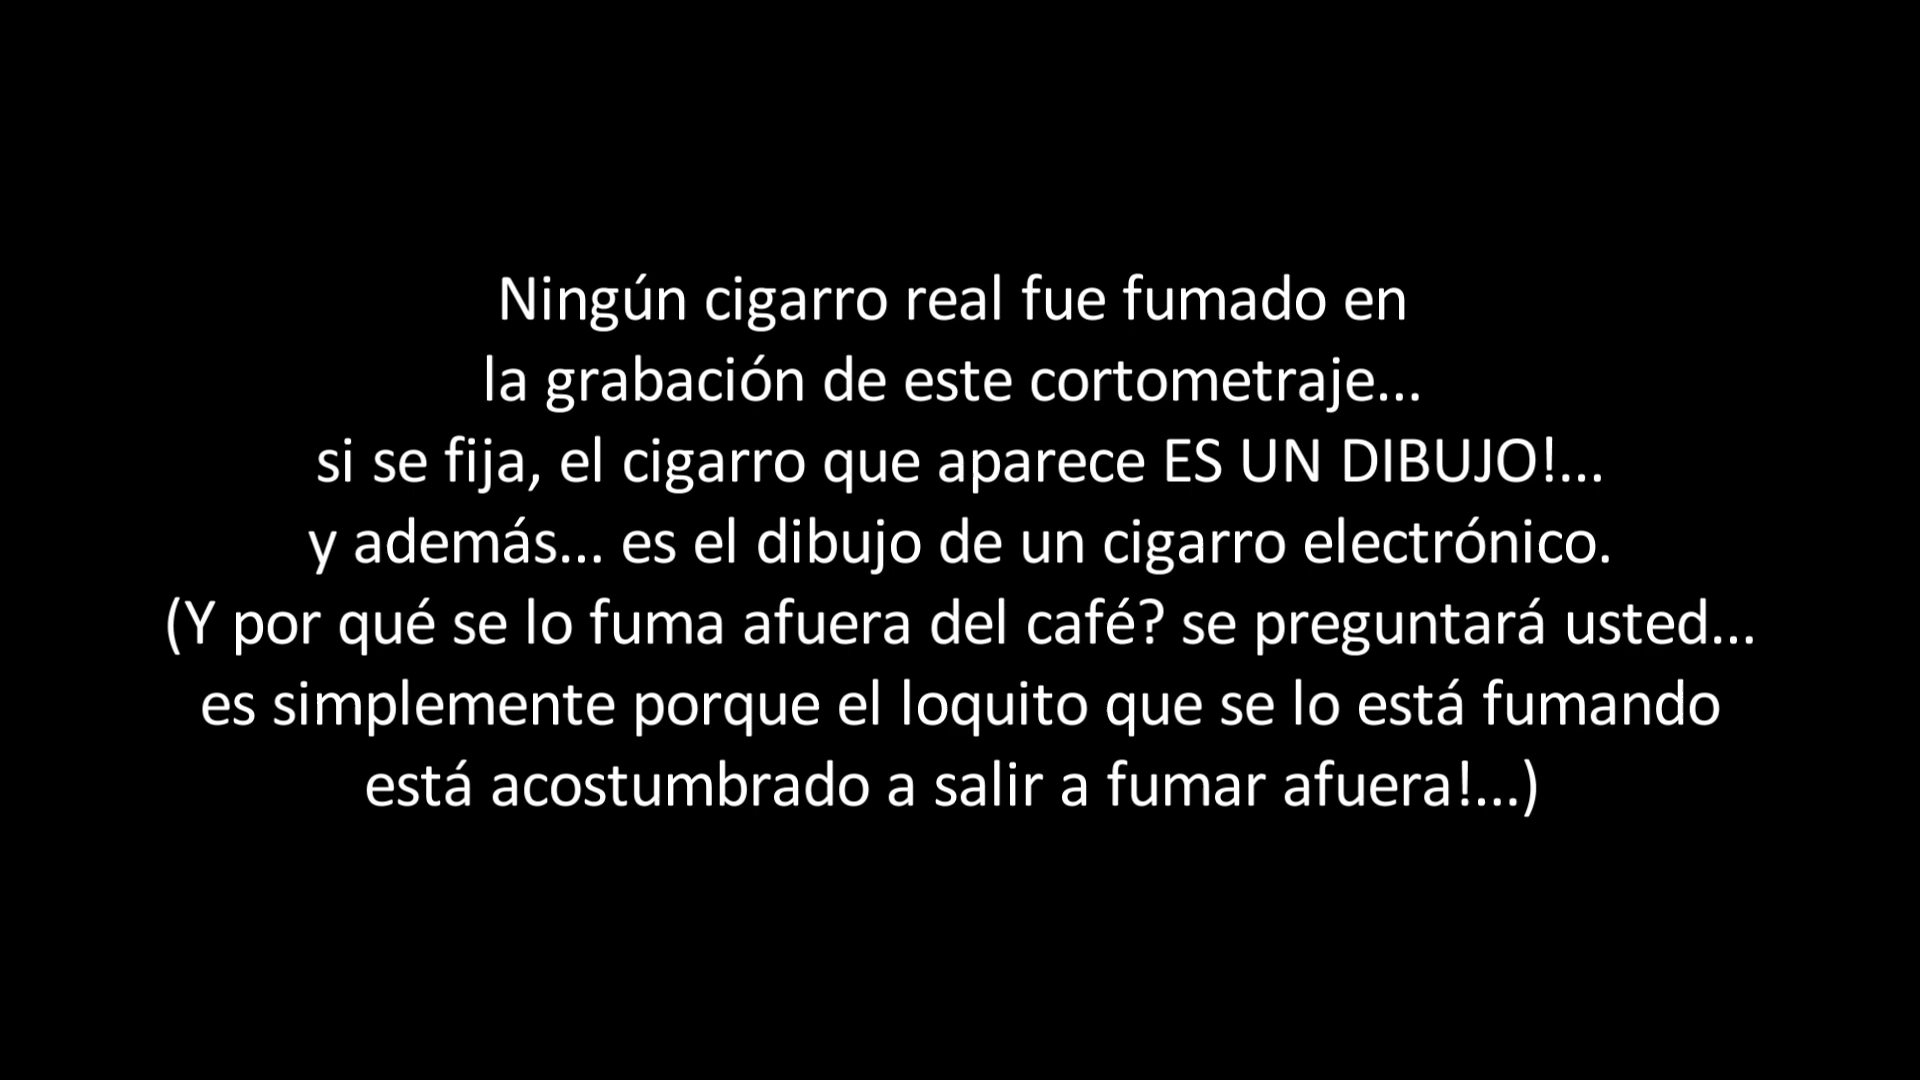 Ningún cigarro real fue fumado en
la grabación de este cortometraje...
si se fija, el cigarro que aparece ES UN DIBUJO!...
y además... es el dibujo de un cigarro electrónico.
(Y por qué se lo fuma afuera del café? se preguntará usted...
es simplemente porque el loquito que se lo está fumando
está acostumbrado a salir a fumar afuera!...)